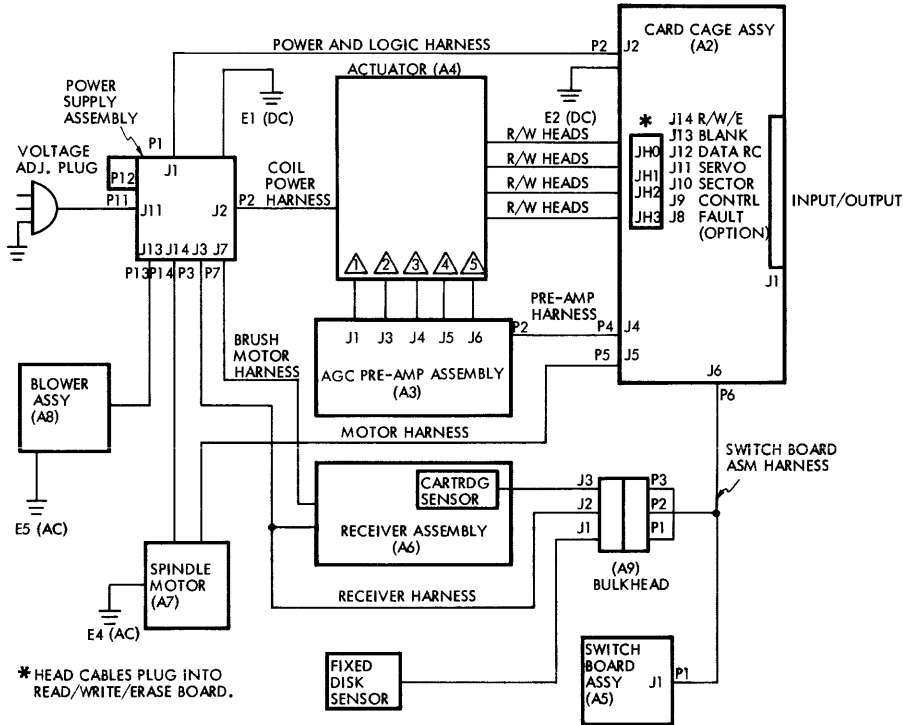 POWER AND LOGIC HARNESS
P2
J2
CARD CAGE ASSY
(A2)
ACTUATOR (A4)
POWER
SUPPLY
ASSEMBLY
E1 (DC)
E2 (DC)
P1
J1
VOLTAGE
ADJ. PLUG
P12
P11
J11
J2
P2
COIL
POWER
HARNESS
R/W HEADS
R/W HEADS
R/W HEADS
R/W HEADS
*
JH0
JH1
JH2
JH3
J14 R/W/E
J13 BLANK
J12 DATA RC
J11 SERVO
J10 SECTOR
J9 CONTRL
J8 FAULT
(OPTION)
INPUT/OUTPUT
J1
J13 J14 J3 J7
P13 P14 P3 P7
1 2 3 4 5
J1 J3 J4 J5 J6
AGC PRE-AMP ASSEMBLY
(A3)
P2
PRE-AMP
HARNESS
P4
J4
P5
J5
J6
P6
BRUSH
MOTOR
HARNESS
BLOWER
ASSY
(A8)
MOTOR HARNESS
SWITCH BOARD
ASM HARNESS
E5 (AC)
CARTRDG
SENSOR
RECEIVER ASSEMBLY
(A6)
J3
J2
J1
P3
P2
P1
(A9)
BULKHEAD
SPINDLE
MOTOR
(A7)
E4 (AC)
RECEIVER HARNESS
FIXED
DISK
SENSOR
SWITCH
BOARD
ASSY
(A5)
J1
P1
* HEAD CABLES PLUG INTO
READ/WRITE/ERASE BOARD.